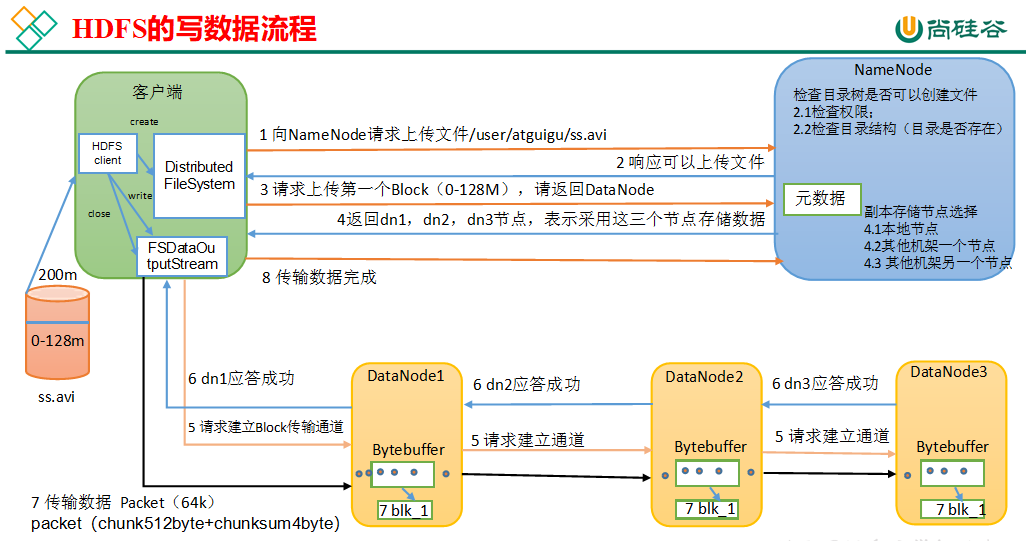 HDFS的写数据流程
尚硅谷
客户端
create
HDFS
client
Distributed
FileSystem
write
close
FSDataOu
tputStream
200m
0-128m
ss.avi
1 向NameNode请求上传文件/user/atguigu/ss.avi
2 响应可以上传文件
3 请求上传第一个Block（0-128M），请返回DataNode
4返回dn1，dn2，dn3节点，表示采用这三个节点存储数据
8 传输数据完成
NameNode
检查目录树是否可以创建文件
2.1检查权限；
2.2检查目录结构（目录是否存在）
元数据
副本存储节点选择
4.1本地节点
4.2其他机架一个节点
4.3 其他机架另一个节点
6 dn1应答成功
5 请求建立Block传输通道
DataNode1
Bytebuffer
7 blk_1
6 dn2应答成功
5 请求建立通道
DataNode2
Bytebuffer
7 blk_1
6 dn3应答成功
5 请求建立通道
DataNode3
Bytebuffer
7 blk_1
7 传输数据 Packet（64k）
packet (chunk512byte+chunksum4byte)